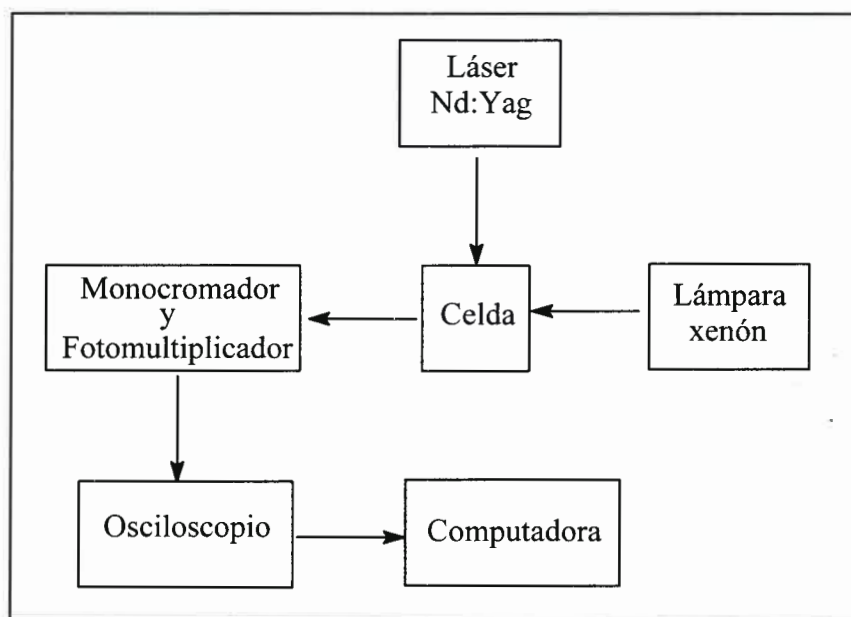 Láser
Nd:Yag
Monocromador
y
Fotomultiplicador
Celda
Lámpara
xenón
Osciloscopio
Computadora